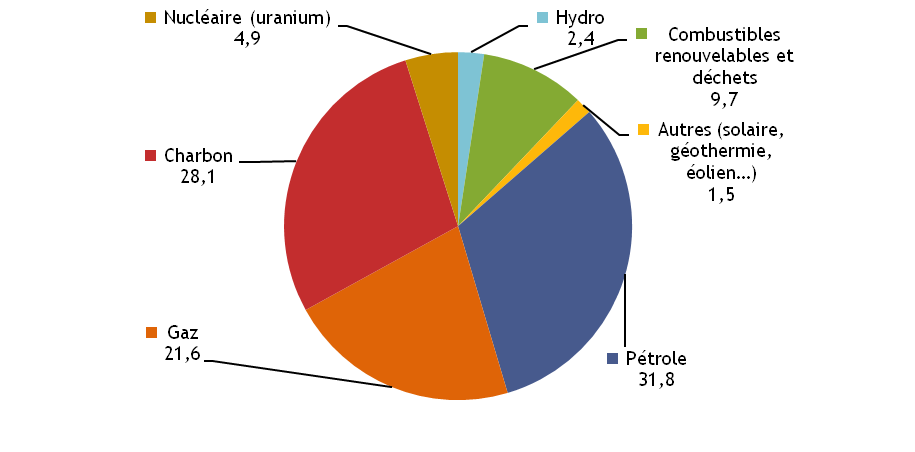 Nucléaire (uranium)
4,9
Hydro
2,4
Combustibles
renouvelables et
déchets
9,7
Autres (solaire,
géothermie,
éolien...)
1,5
Charbon
28,1
Gaz
21,6
Pétrole
31,8